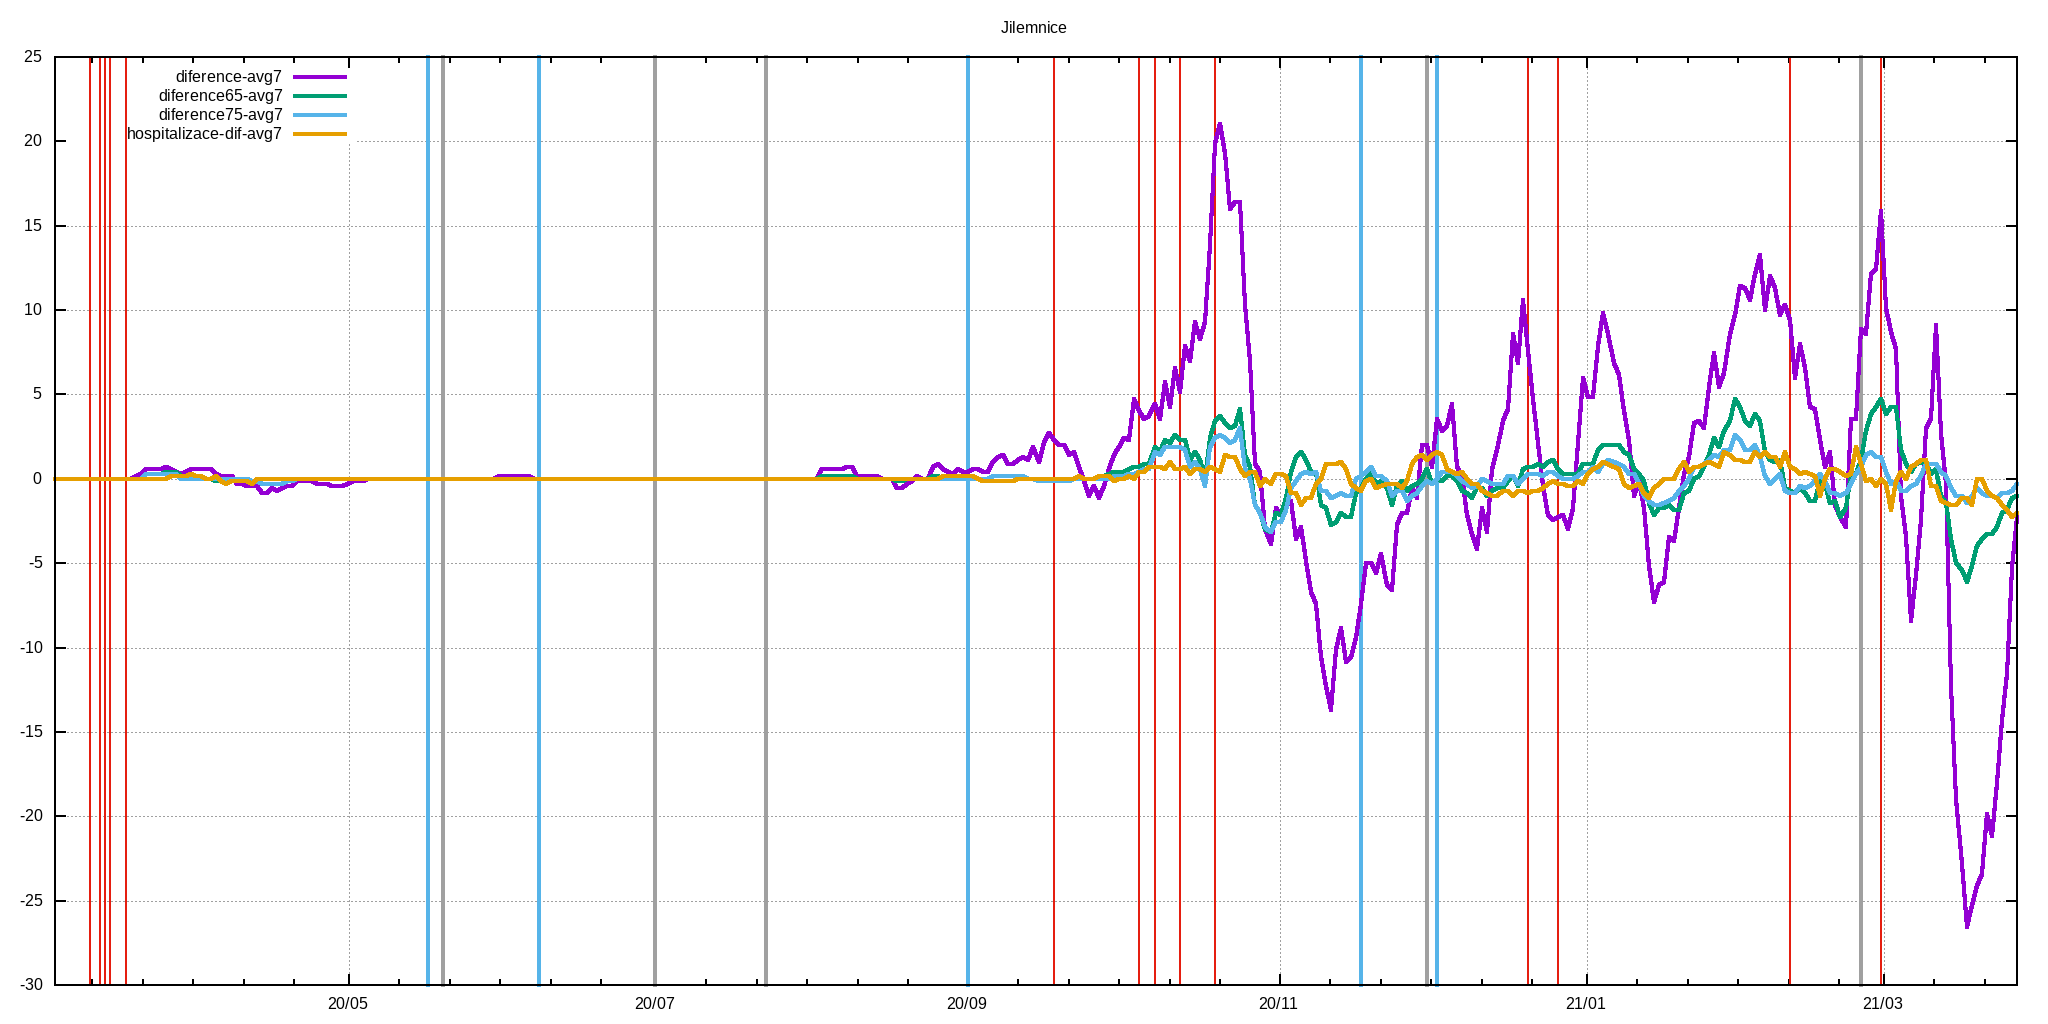 Jilemnice
25
diference-avg7
diference65-avg7
diference75-avg7
hospitalizace-dif-avg7
20
15
10
5
0
-5
-10
-15
-20
-25
-30
20/05 20/07 20/09 20/11 21/01 21/03